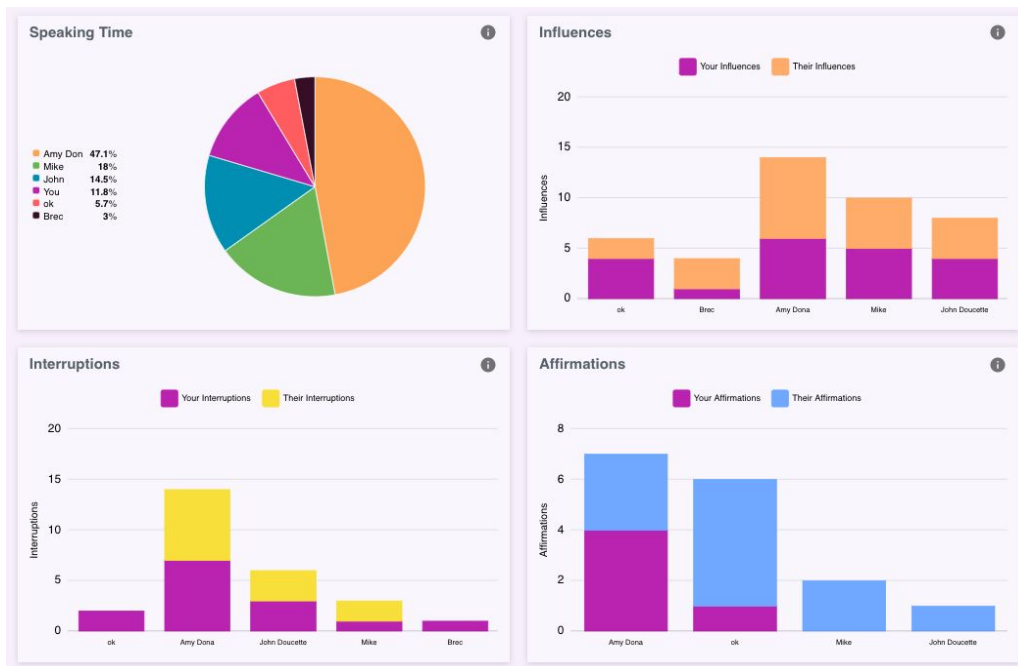 Speaking Time
Amy Don 47.1%
Mike 18%
John 14.5%
You 11.8%
ok 5.7%
Brec 3%
Influences
Your Influences Their Influences
20
15
10
5
0
Influences
ok Brec Amy Dona Mike John Doucette
Interruptions
Your Interruptions Their Interruptions
20
15
10
5
0
Interruptions
ok Amy Dona John Doucette Mike Brec
Affirmations
Your Affirmations Their Affirmations
8
6
4
2
0
Affirmations
Amy Dona ok Mike John Doucette